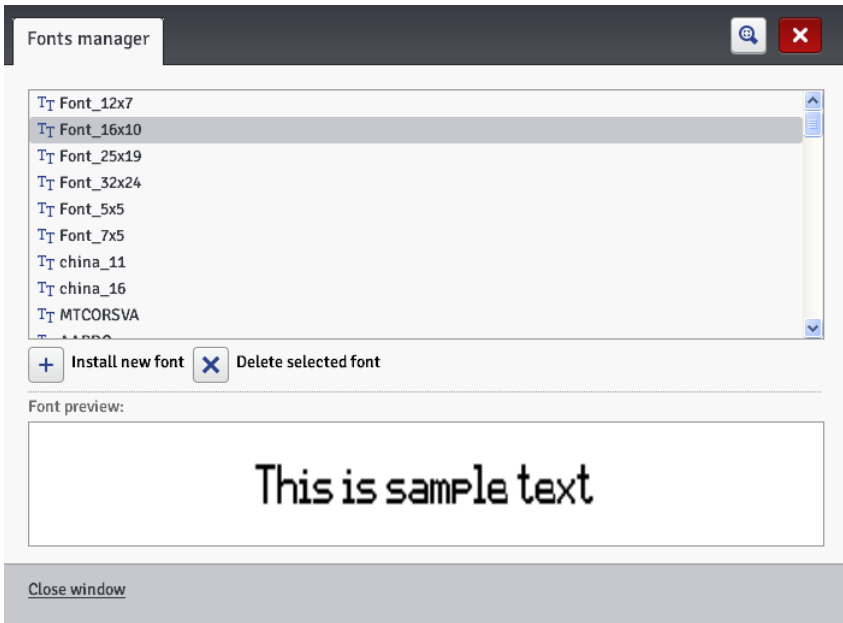 Fonts manager
Font_12x7
Font_16x10
Font_25x19
Font_32x24
Font_5x5
Font_7x5
china_11
china_16
MTCORSVA
Install new font Delete selected font
Font preview:
This is sample text
Close window